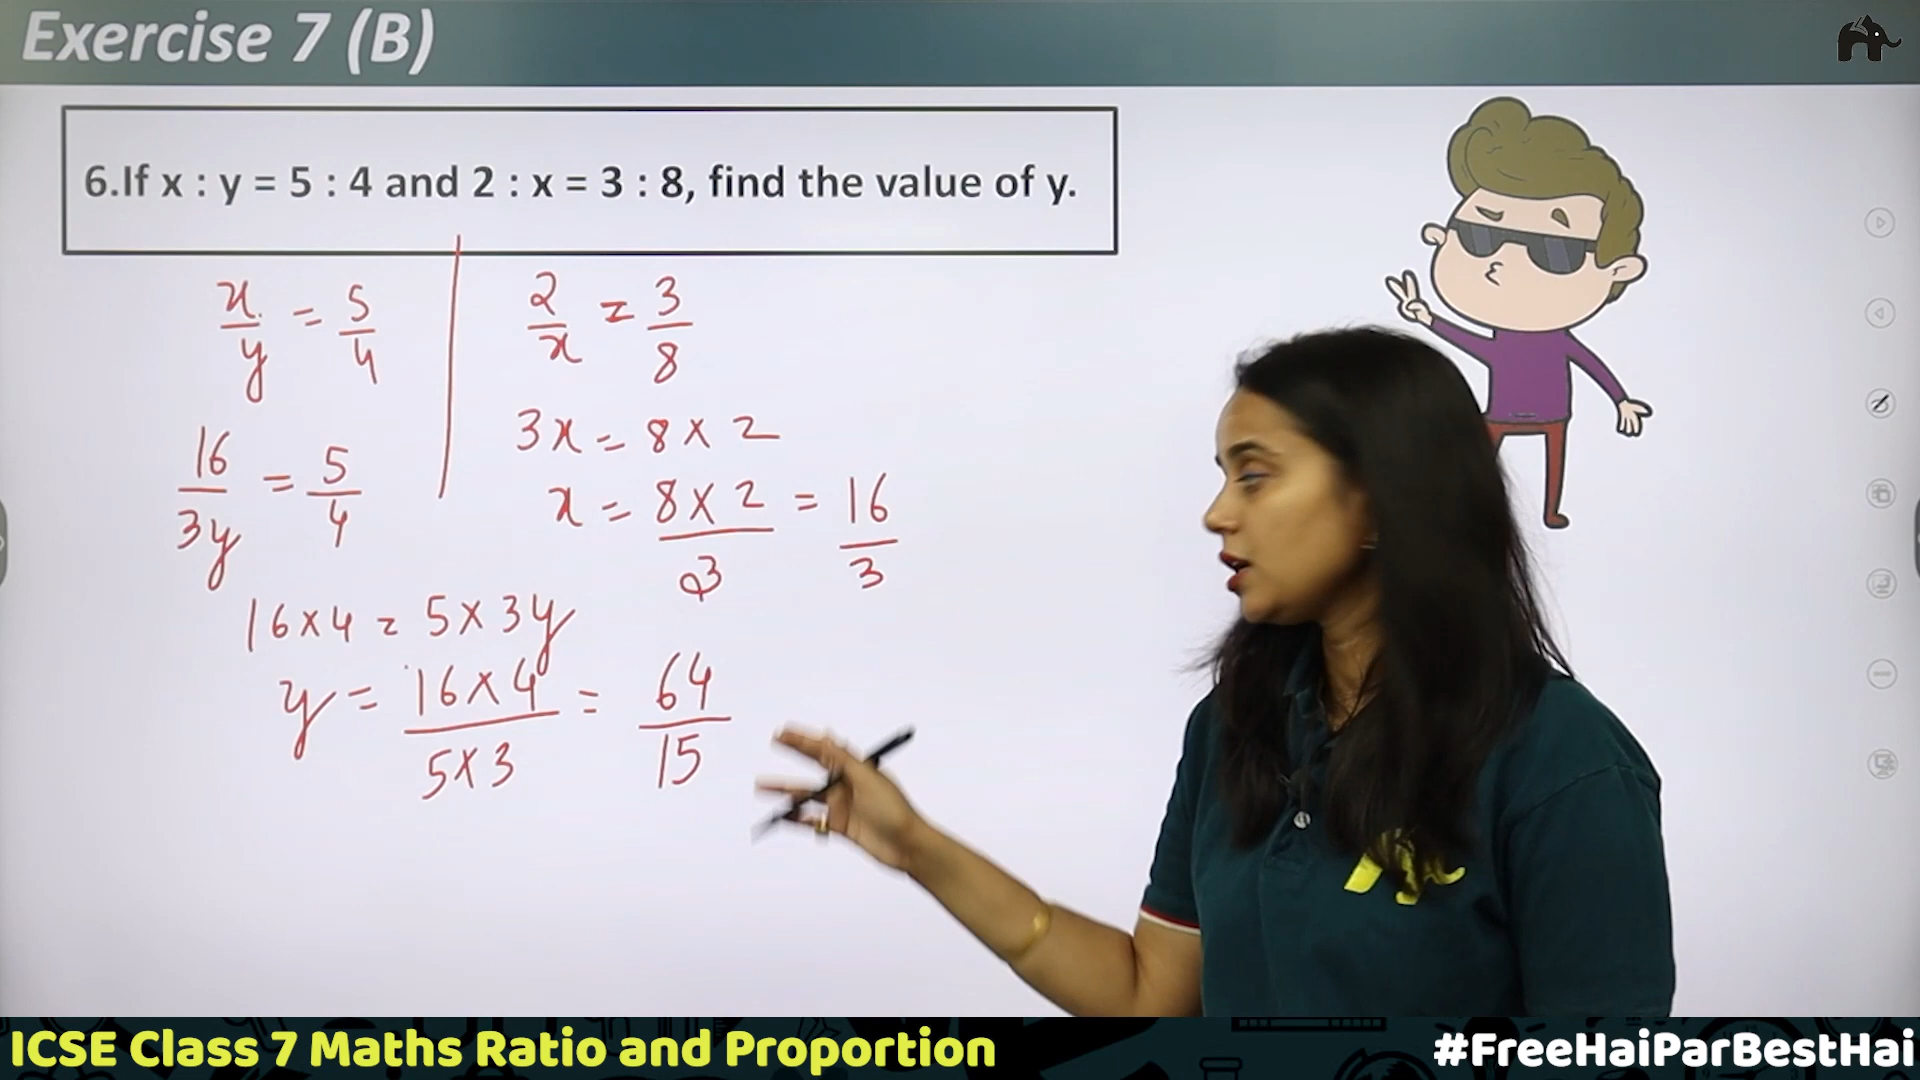 Exercise 7 (B)
6.If x : y = 5 : 4 and 2 : x = 3 : 8, find the value of y.
x/y = 5/4
16/3y = 5/4
2/x = 3/8
3x = 8 × 2
x = 8 × 2/3 = 16/3
16 × 4 = 5 × 3y
y = 16 × 4/5 × 3 = 64/15
ICSE Class 7 Maths Ratio and Proportion
#FreeHaiParBestHai